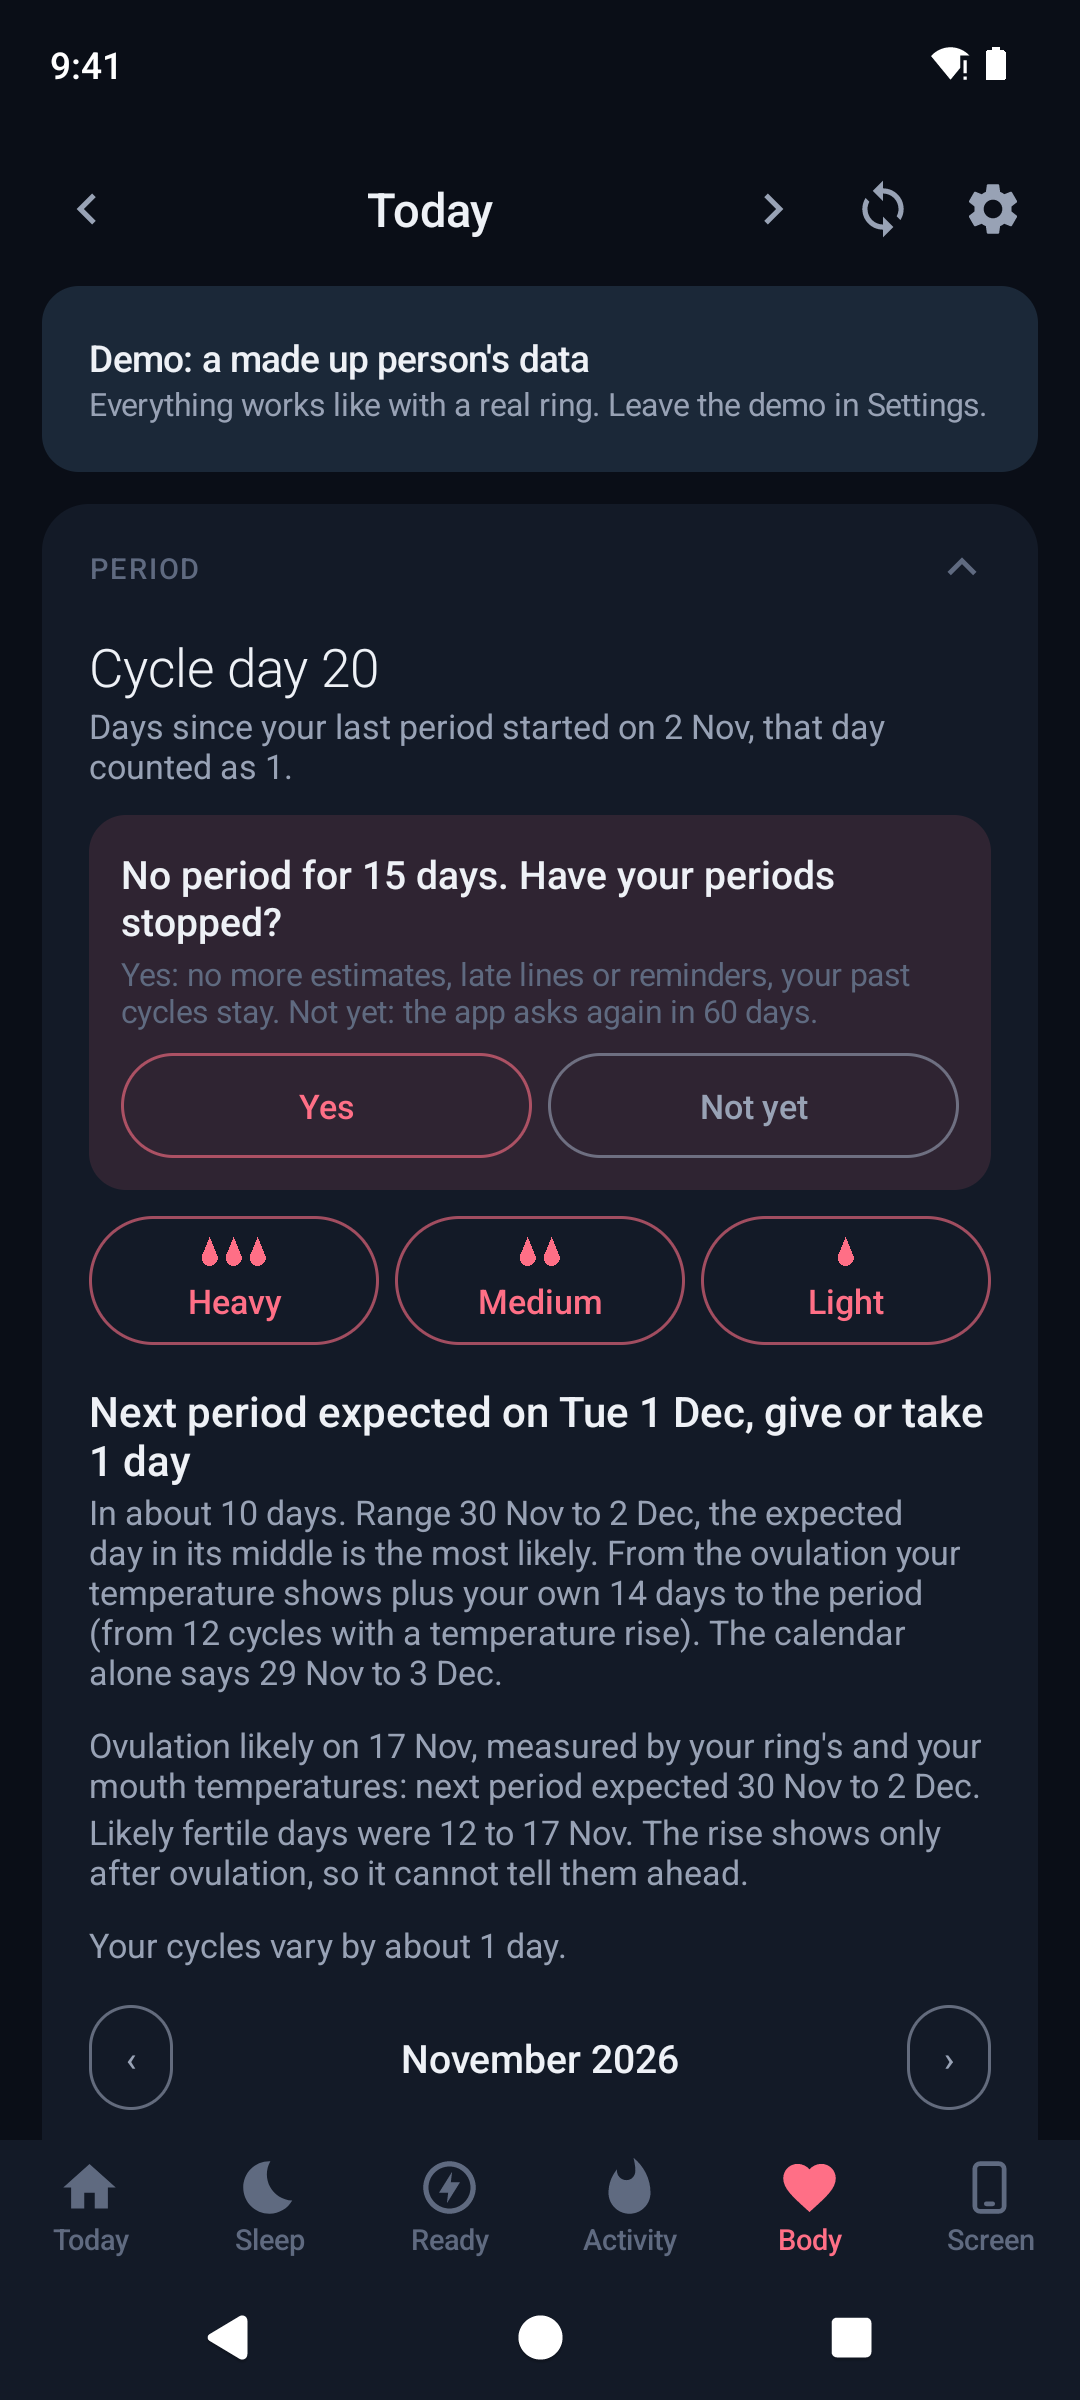 9:41
Today
Demo: a made up person's data
Everything works like with a real ring. Leave the demo in Settings.
PERIOD
Cycle day 20
Days since your last period started on 2 Nov, that day
counted as 1.
No period for 15 days. Have your periods
stopped?
Yes: no more estimates, late lines or reminders, your past
cycles stay. Not yet: the app asks again in 60 days.
Yes
Not yet
Heavy
Medium
Light
Next period expected on Tue 1 Dec, give or take
1 day
In about 10 days. Range 30 Nov to 2 Dec, the expected
day in its middle is the most likely. From the ovulation your
temperature shows plus your own 14 days to the period
(from 12 cycles with a temperature rise). The calendar
alone says 29 Nov to 3 Dec.
Ovulation likely on 17 Nov, measured by your ring's and your
mouth temperatures: next period expected 30 Nov to 2 Dec.
Likely fertile days were 12 to 17 Nov. The rise shows only
after ovulation, so it cannot tell them ahead.
Your cycles vary by about 1 day.
‹
November 2026
›
Today
Sleep
Ready
Activity
Body
Screen